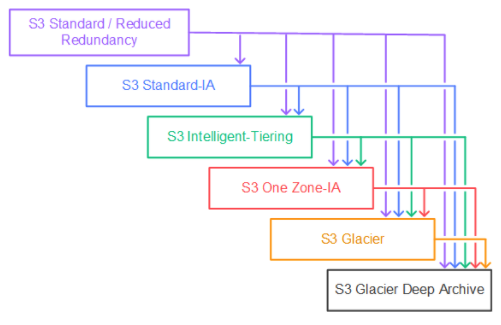 S3 Standard / Reduced
Redundancy
S3 Standard-IA
S3 Intelligent-Tiering
S3 One Zone-IA
S3 Glacier
S3 Glacier Deep Archive